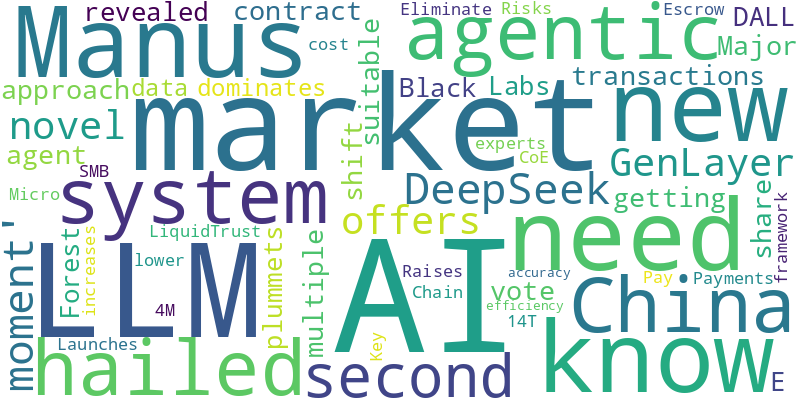 Manus
revealed
contract
Eliminate
Risks
Escrow
DALL
agentic
Major
cost
approach
data
dominates
Black
Labs
transactions
suitable
market
new
novel
agent
SMB
shift
experts
CoE
GenLayer
Micro
system
DeepSeek
getting
share
framework
moment'
Forest
increases
LiquidTrust
offers
need
LLM
lower
plummets
multiple
AI
Raises
accuracy
Chain
vote
efficiency
China
Pay
Payments
4M
14T
Launches
Key
know
hailed
second
E